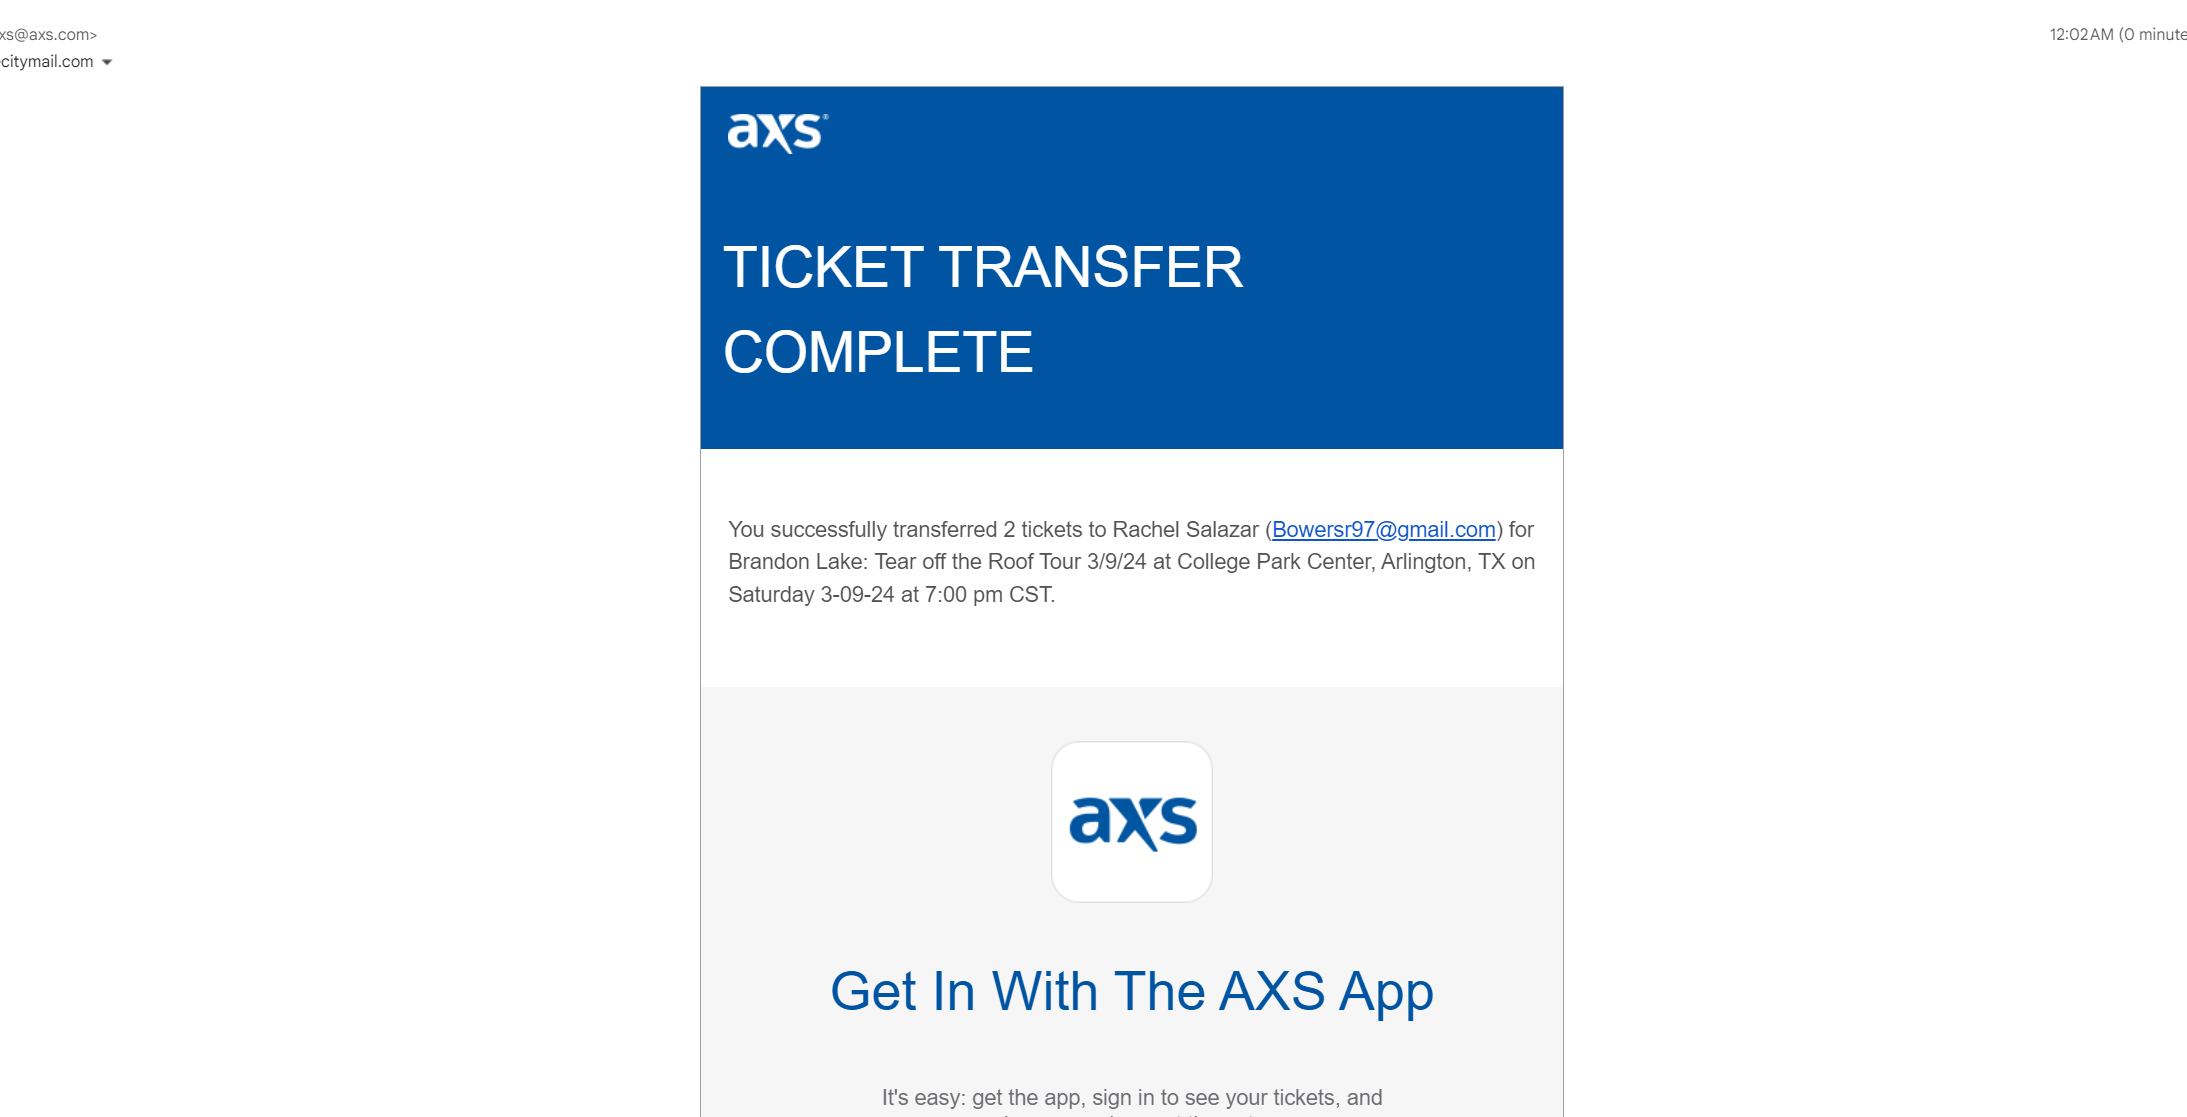 xs@axs.com>
12:02 AM (0 minute
citymail.com
axs®
TICKET TRANSFER
COMPLETE
You successfully transferred 2 tickets to Rachel Salazar (Bowersr97@gmail.com) for
Brandon Lake: Tear off the Roof Tour 3/9/24 at College Park Center, Arlington, TX on
Saturday 3-09-24 at 7:00 pm CST.
axs
Get In With The AXS App
It's easy: get the app, sign in to see your tickets, and